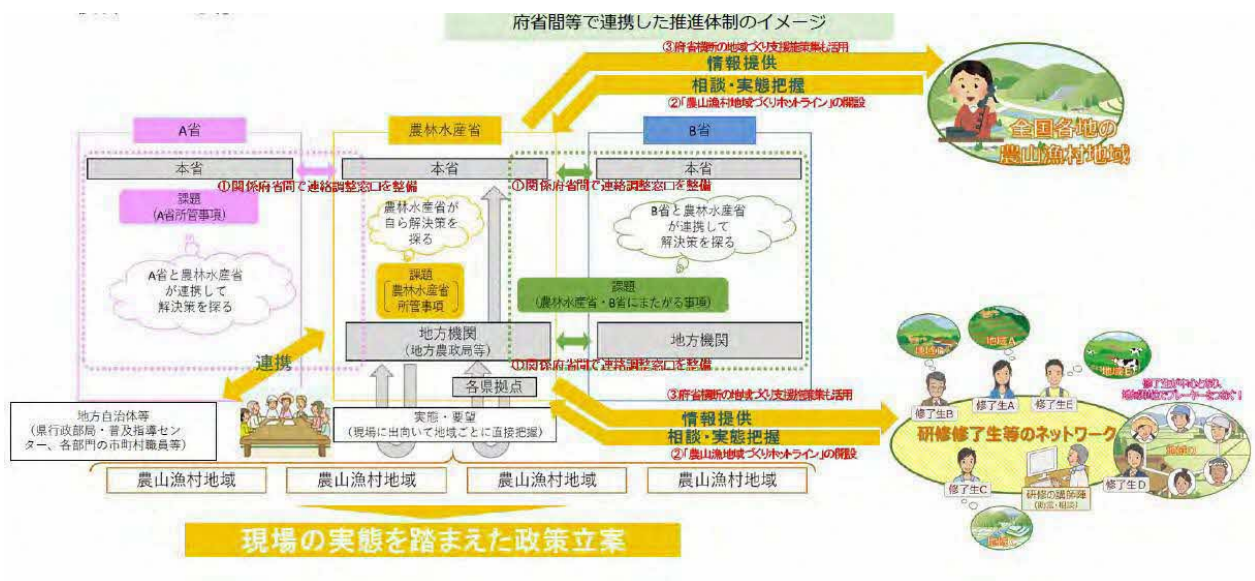 府省間等で連携した推進体制のイメージ
③府省横断の地域づくり支援施策集も活用
情報提供
相談・実態把握
②「農山漁村地域づくりホットライン」の開設
全国各地の
農山漁村地域
A省
農林水産省
B省
本省
本省
本省
①関係府省間で連絡調整窓口を整備
①関係府省間で連絡調整窓口を整備
課題
(A省所管事項)
農林水産省が
自ら解決策を
探る
B省と農林水産省
が連携して
解決策を探る
A省と農林水産省
が連携して
解決策を探る
課題
農林水産省
所管事項
課題
(農林水産省・B省にまたがる事項)
地方機関
(地方農政局等)
地方機関
①関係府省間で連絡調整窓口を整備
連携
各県拠点
③府省横断の地域づくり支援施策集も活用
情報提供
相談・実態把握
②「農山漁地域づくりホットライン」の開設
地方自治体等
(県行政部局・普及指導セン
ター、各部門の市町村職員等)
実態・要望
(現場に出向いて地域ごとに直接把握)
農山漁村地域
農山漁村地域
農山漁村地域
農山漁村地域
現場の実態を踏まえた政策立案
地域A
修了生B
修了生A
修了生E
研修修了生等のネットワーク
修了生C
研修の講師陣
(助言・相談)
修了生D